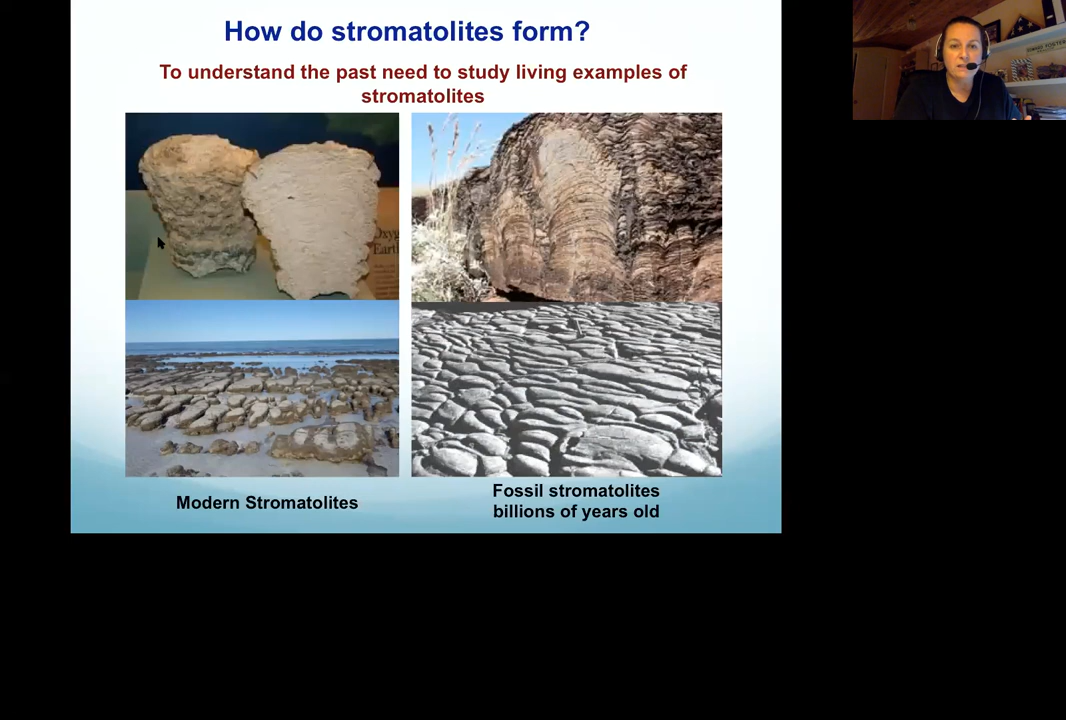 How do stromatolites form?
To understand the past need to study living examples of
stromatolites
Modern Stromatolites
Fossil stromatolites
billions of years old